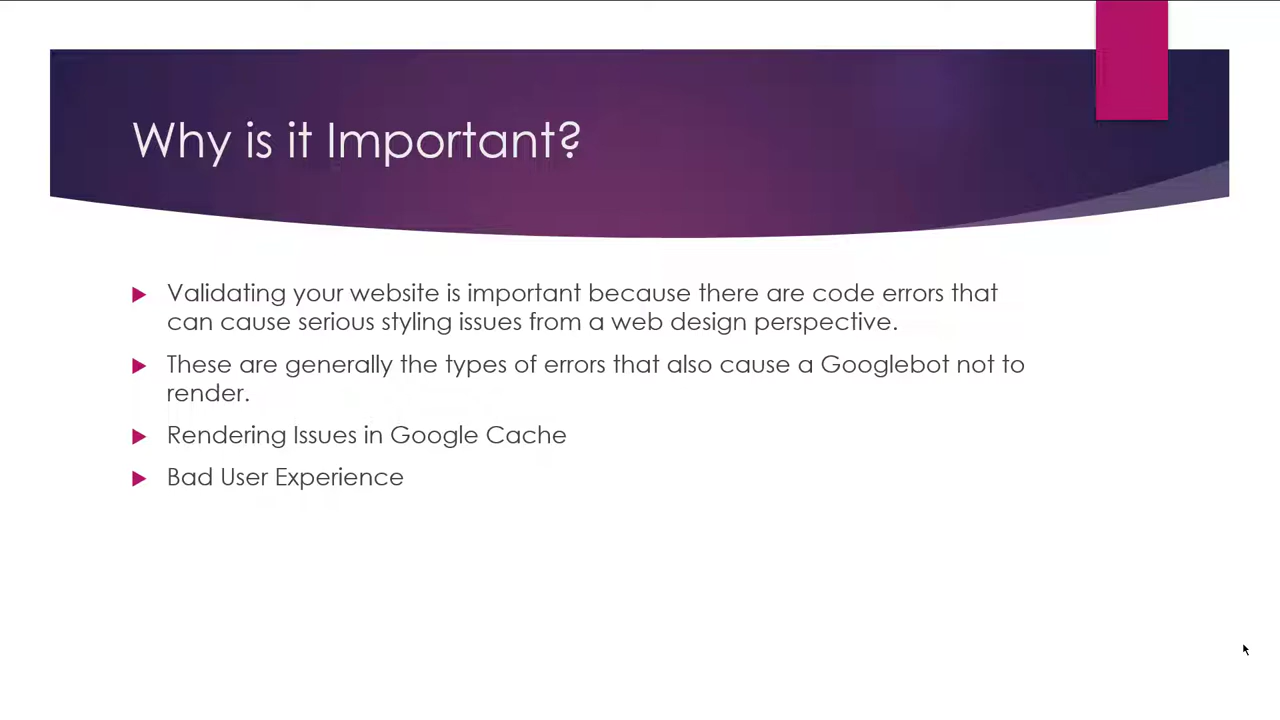 Why is it Important?
Validating your website is important because there are code errors that
can cause serious styling issues from a web design perspective.
These are generally the types of errors that also cause a Googlebot not to
render.
Rendering Issues in Google Cache
Bad User Experience